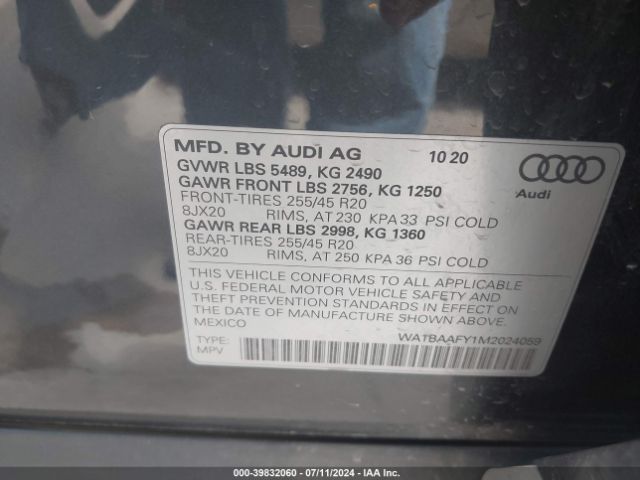 MFD. BY AUDI AG 10 20
GVWR LBS 5489, KG 2490
GAWR FRONT LBS 2756, KG 1250
FRONT-TIRES 255/45 R20
8JX20 RIMS, AT 230 KPA 33 PSI COLD
GAWR REAR LBS 2998, KG 1360
REAR-TIRES 255/45 R20
8JX20 RIMS, AT 250 KPA 36 PSI COLD
Audi
THIS VEHICLE CONFORMS TO ALL APPLICABLE
U.S. FEDERAL MOTOR VEHICLE SAFETY AND
THEFT PREVENTION STANDARDS IN EFFECT ON
THE DATE OF MANUFACTURE SHOWN ABOVE.
MEXICO
TYPE: WA1BAAFY1M2024059
MPV
000-39832060 - 07/11/2024 - IAA Inc.